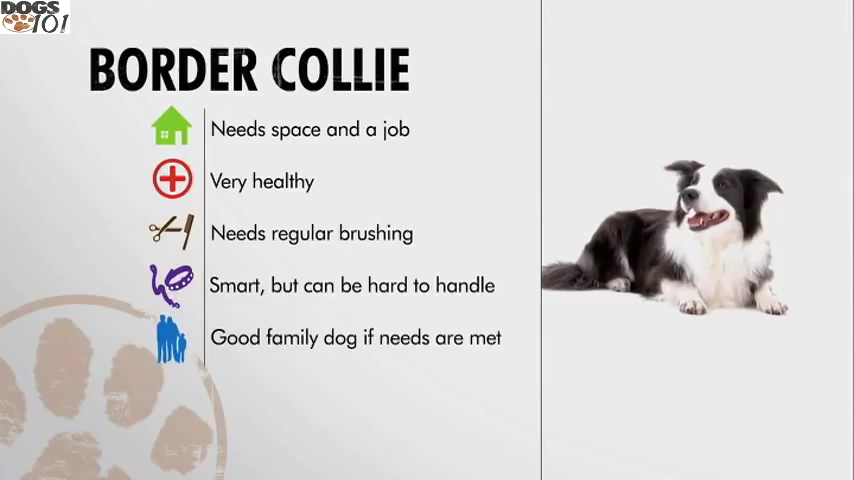 DOGS
101
BORDER COLLIE
Needs space and a job
Very healthy
Needs regular brushing
Smart, but can be hard to handle
Good family dog if needs are met